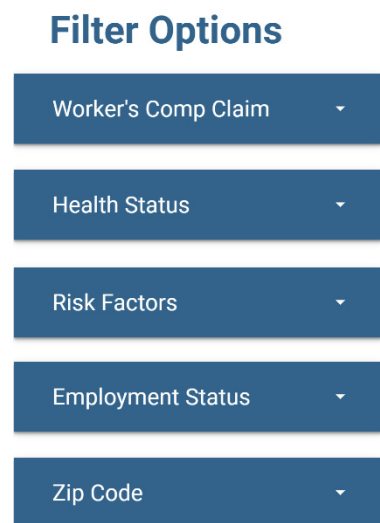 Filter Options
Worker's Comp Claim
Health Status
Risk Factors
Employment Status
Zip Code